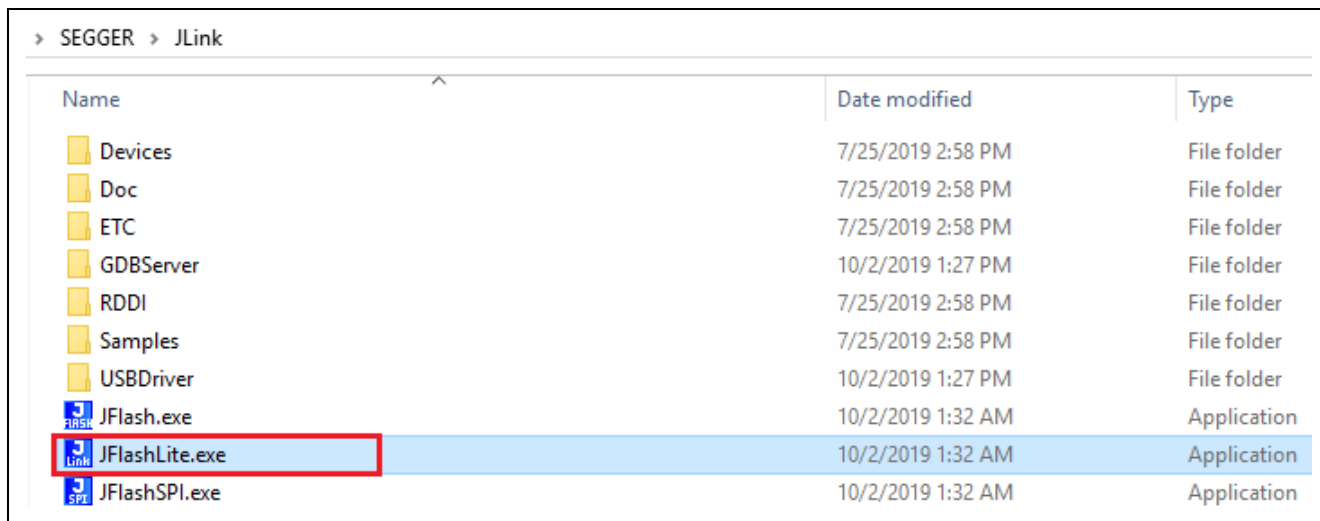 > SEGGER > JLink
Name Date modified Type
Devices 7/25/2019 2:58 PM File folder
Doc 7/25/2019 2:58 PM File folder
ETC 7/25/2019 2:58 PM File folder
GDBServer 10/2/2019 1:27 PM File folder
RDDI 7/25/2019 2:58 PM File folder
Samples 7/25/2019 2:58 PM File folder
USBDriver 10/2/2019 1:27 PM File folder
J FLASH JFlash.exe 10/2/2019 1:32 AM Application
J Link JFlashLite.exe 10/2/2019 1:32 AM Application
J SPI JFlashSPI.exe 10/2/2019 1:32 AM Application